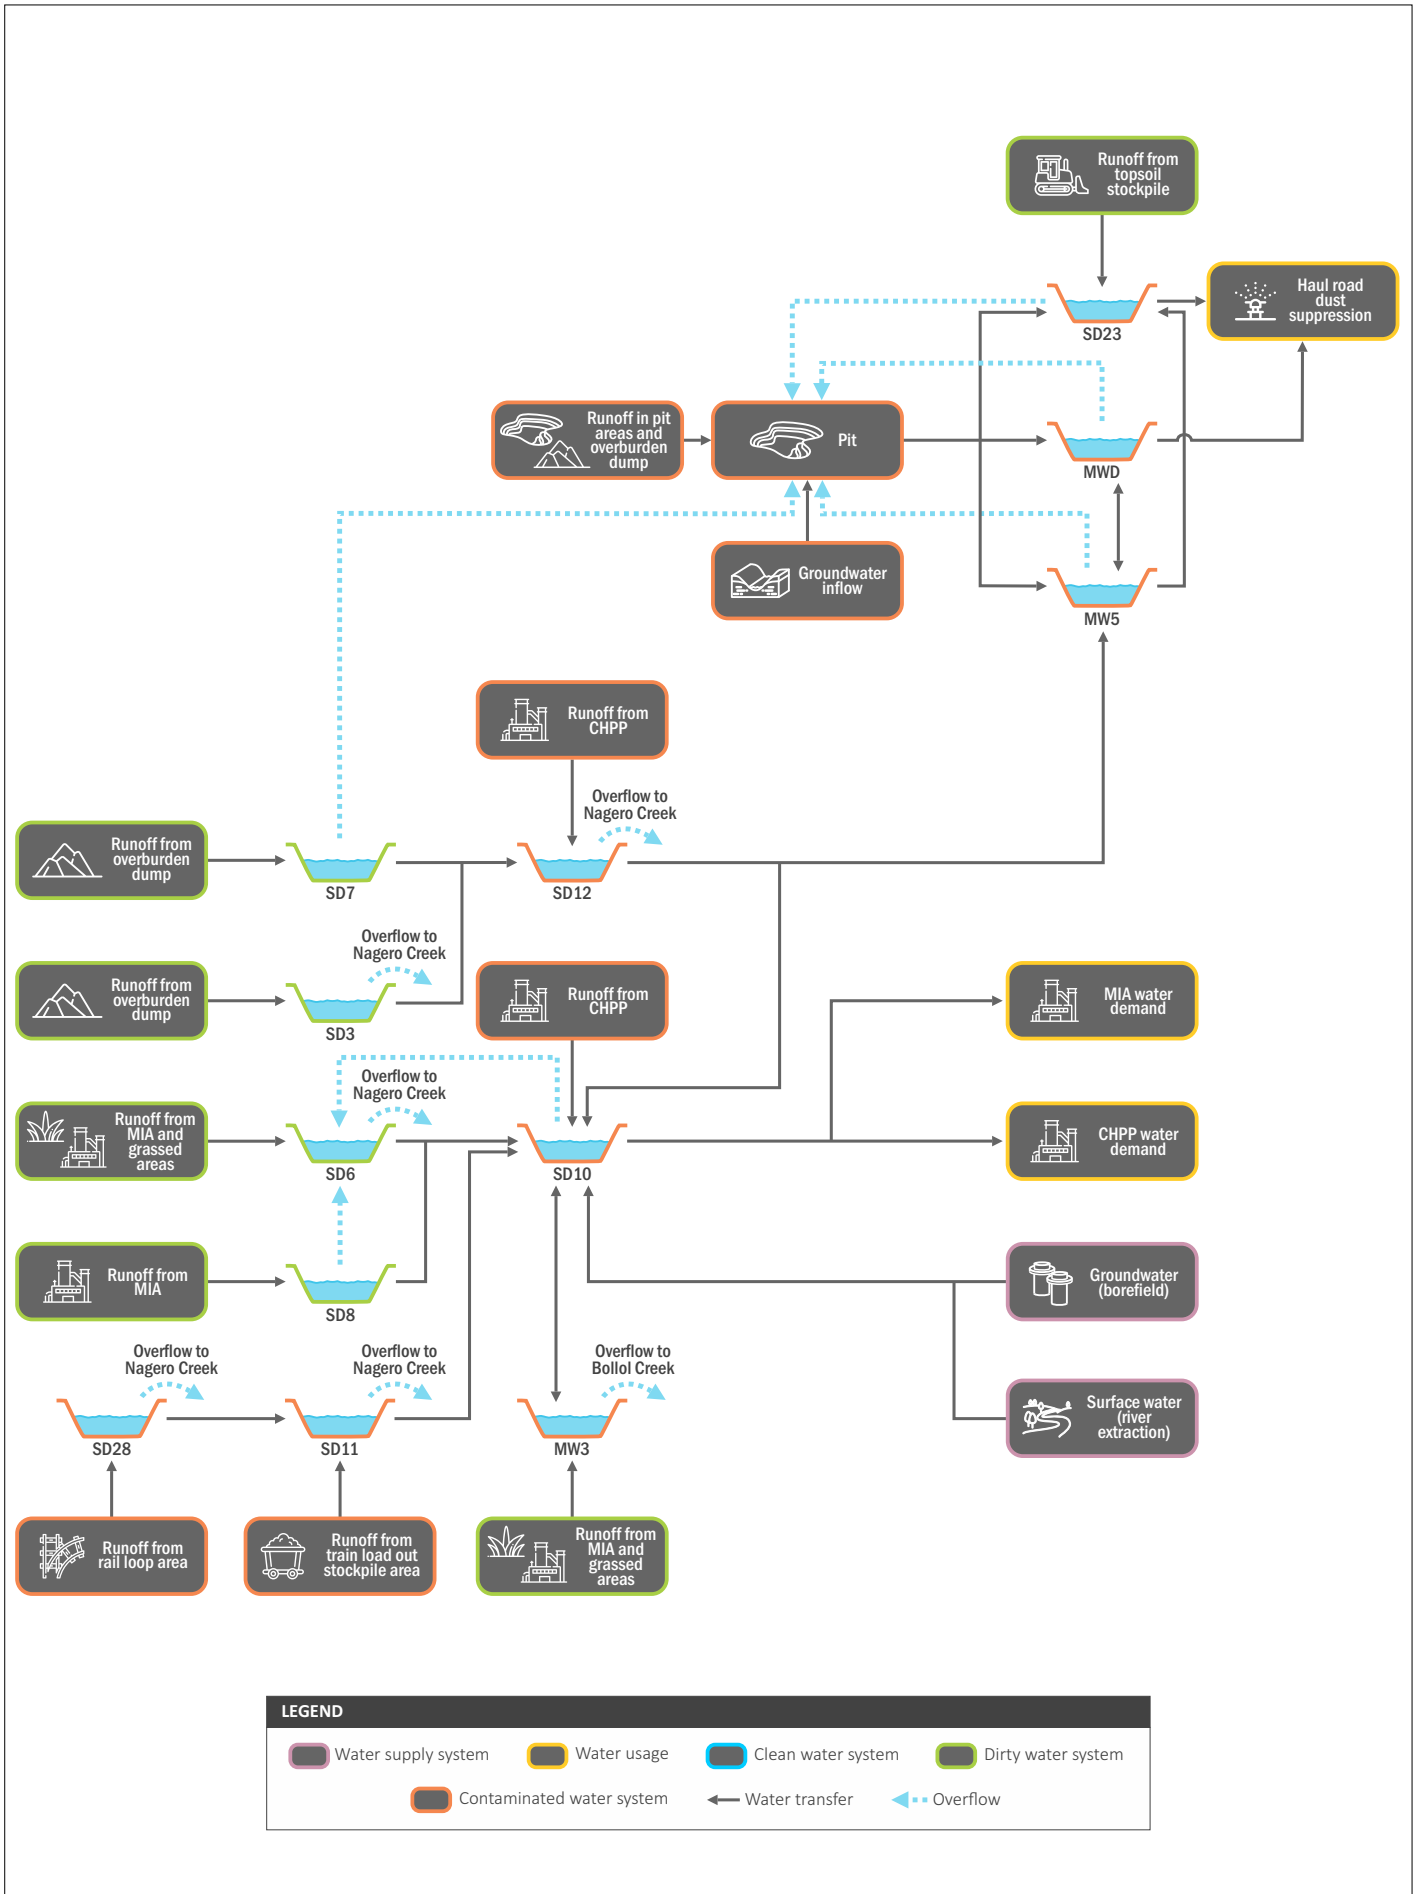 Runoff from
topsoil
stockpile
Haul road
dust
suppression
SD23
Runoff in pit
areas and
overburden
dump
Pit
MWD
Groundwater
inflow
MW5
Runoff from
CHPP
Overflow to
Nagero Creek
Runoff from
overburden
dump
SD7
SD12
Overflow to
Nagero Creek
Runoff from
overburden
dump
SD3
Runoff from
CHPP
MIA water
demand
Overflow to
Nagero Creek
Runoff from
MIA and
grassed
areas
SD6
SD10
CHPP water
demand
Runoff from
MIA
SD8
Groundwater
(borefield)
Overflow to
Nagero Creek
Overflow to
Nagero Creek
Overflow to
Bollol Creek
Surface water
(river
extraction)
SD28
SD11
MW3
Runoff from
rail loop area
Runoff from
train load out
stockpile area
Runoff from
MIA and
grassed
areas
LEGEND
Water supply system
Water usage
Clean water system
Dirty water system
Contaminated water system
Water transfer
Overflow